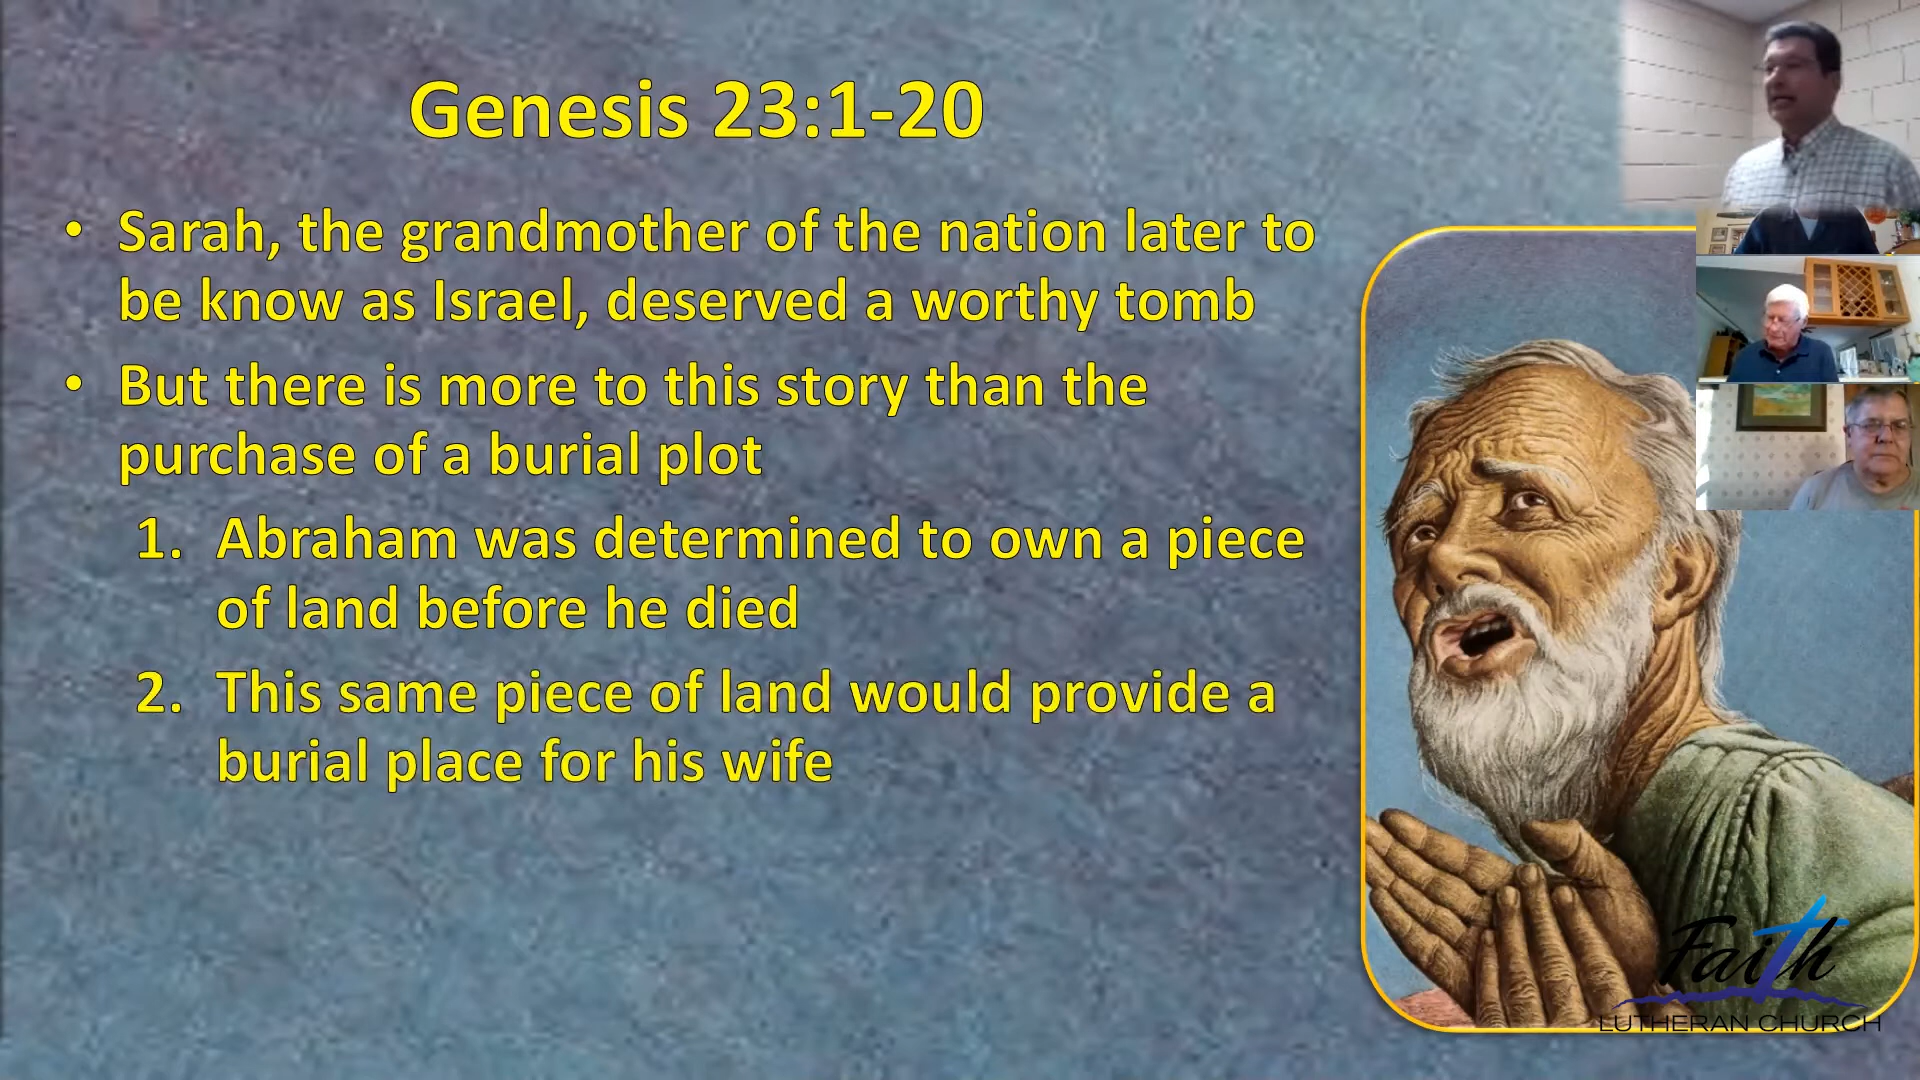 Genesis 23:1-20
• Sarah, the grandmother of the nation later to
be know as Israel, deserved a worthy tomb
• But there is more to this story than the
purchase of a burial plot
1. Abraham was determined to own a piece
of land before he died
2. This same piece of land would provide a
burial place for his wife
Faith
LUTHERAN CHURCH